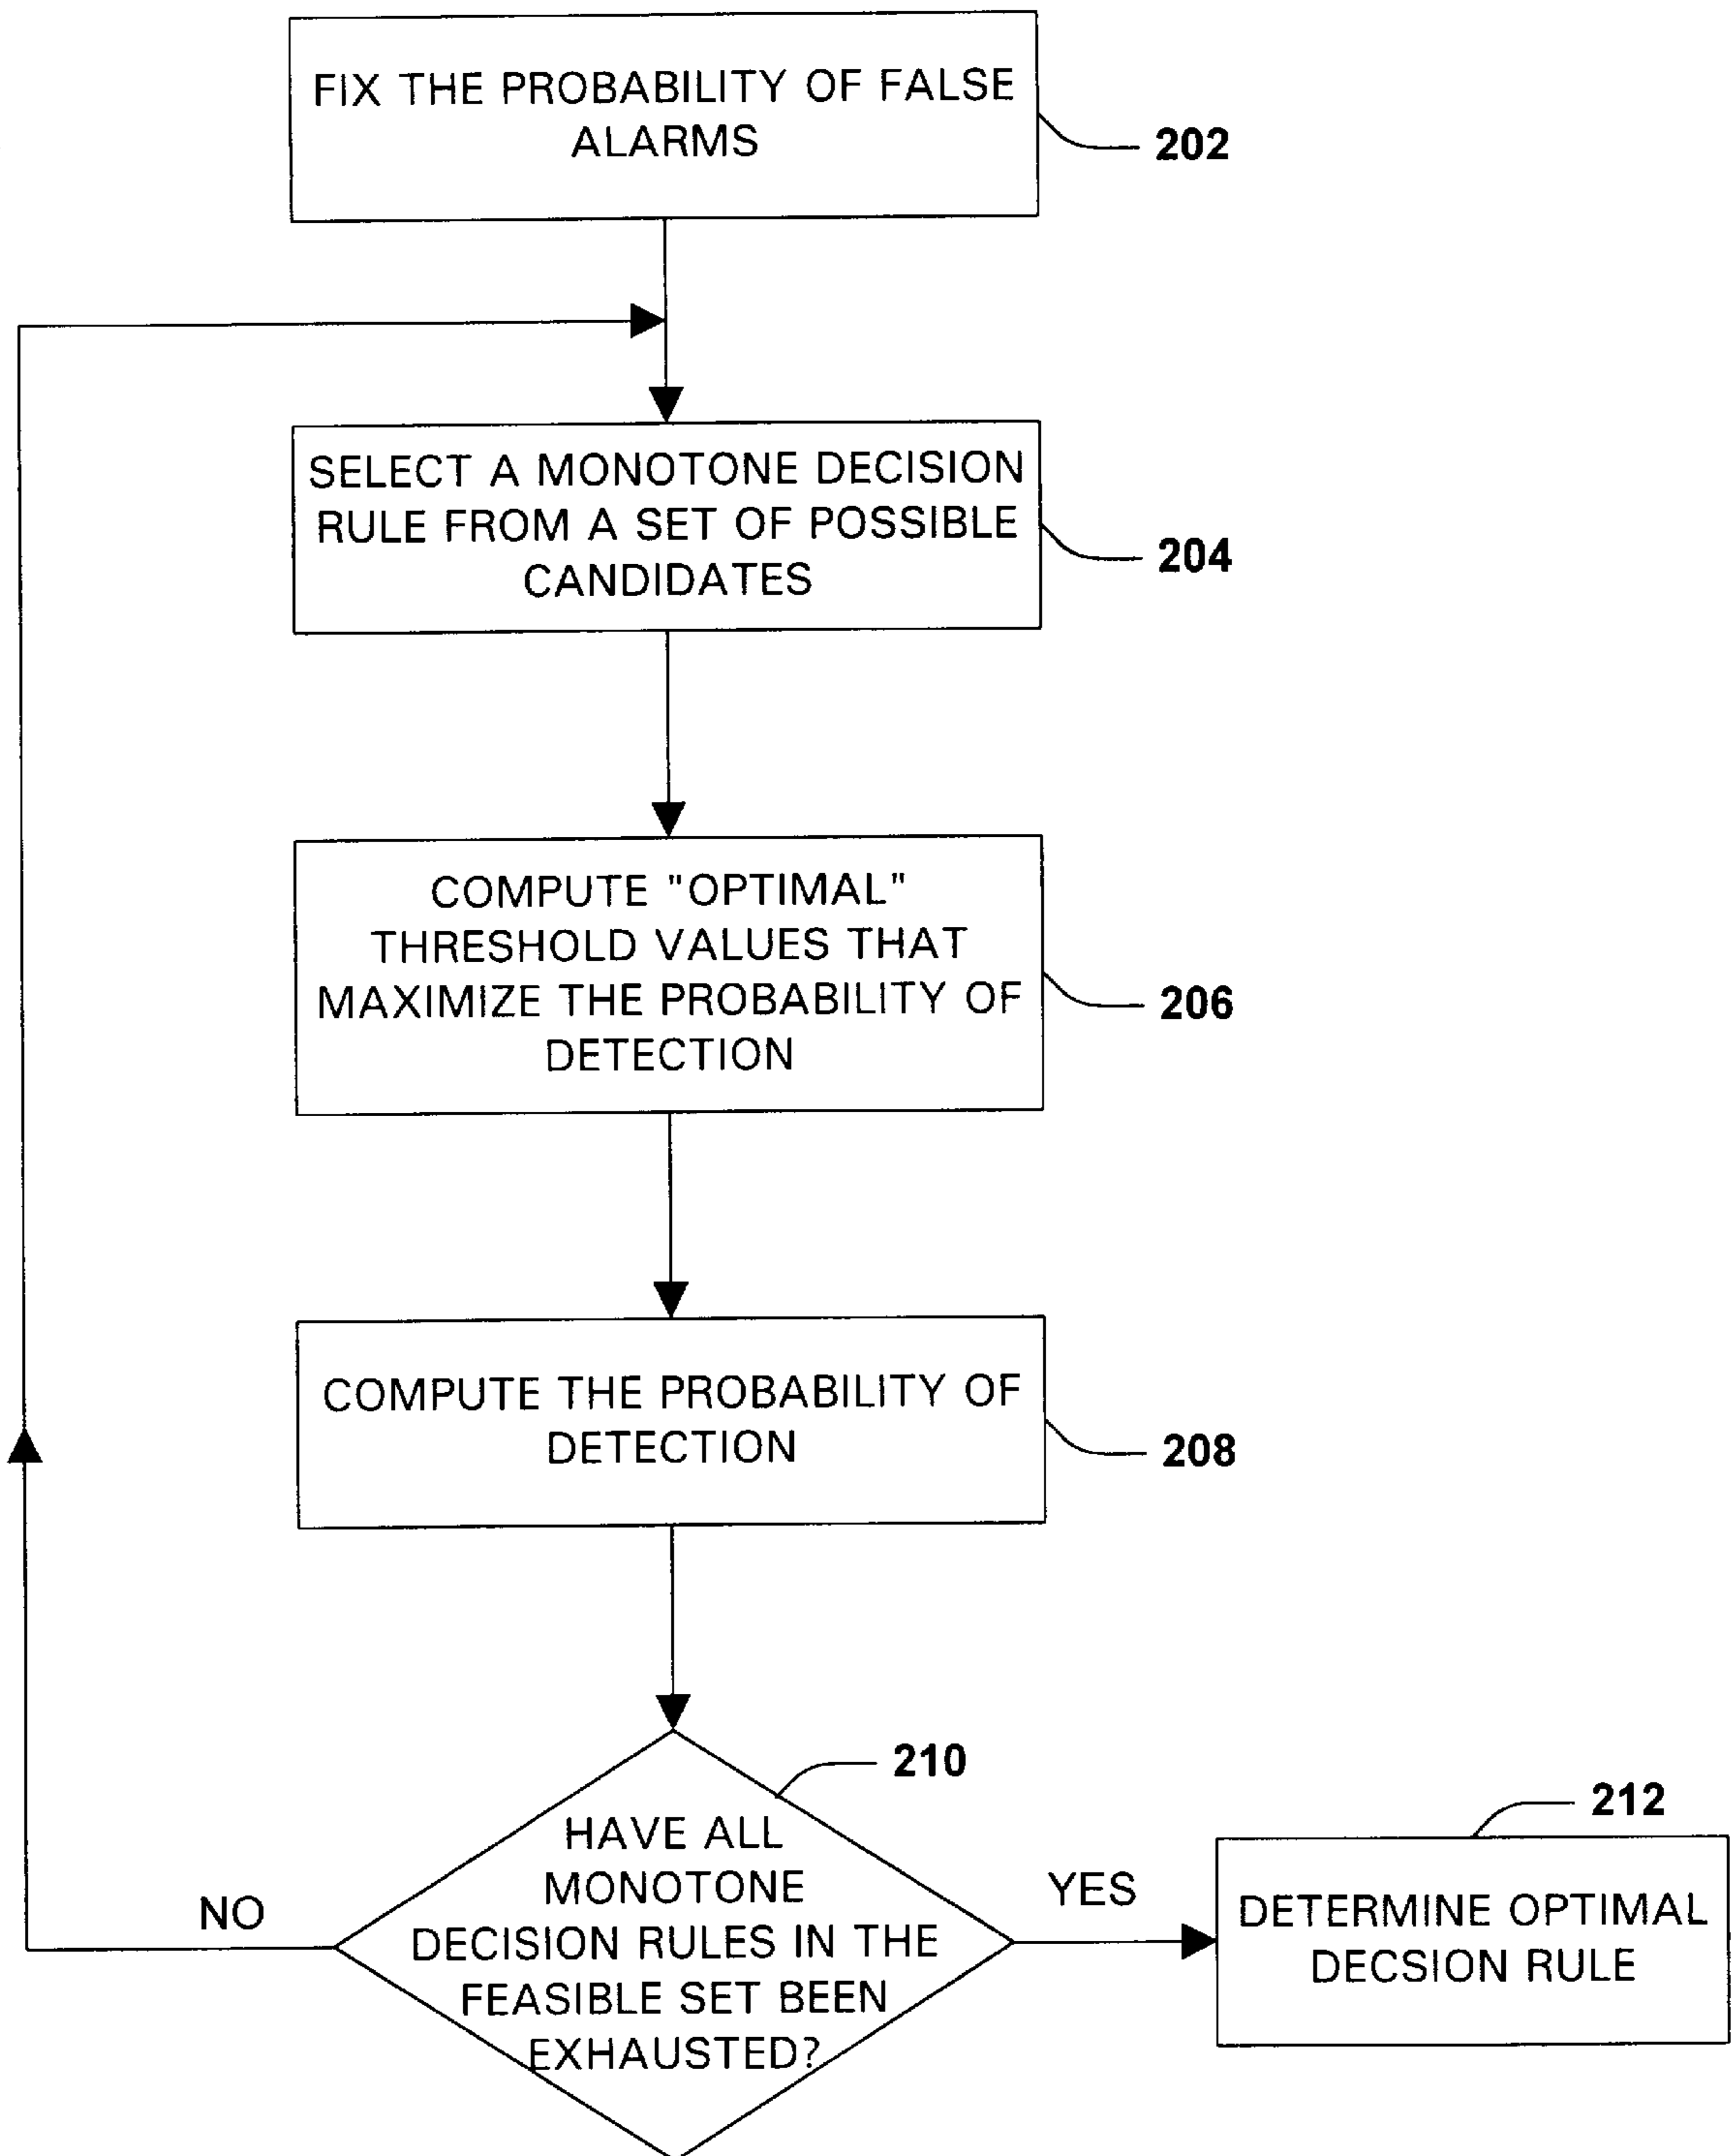 FIX THE PROBABILITY OF FALSE
ALARMS
202
SELECT A MONOTONE DECISION
RULE FROM A SET OF POSSIBLE
CANDIDATES
204
COMPUTE "OPTIMAL"
THRESHOLD VALUES THAT
MAXIMIZE THE PROBABILITY OF
DETECTION
206
COMPUTE THE PROBABILITY OF
DETECTION
208
210
HAVE ALL
MONOTONE
DECISION RULES IN THE
FEASIBLE SET BEEN
EXHAUSTED?
NO
YES
212
DETERMINE OPTIMAL
DECSION RULE